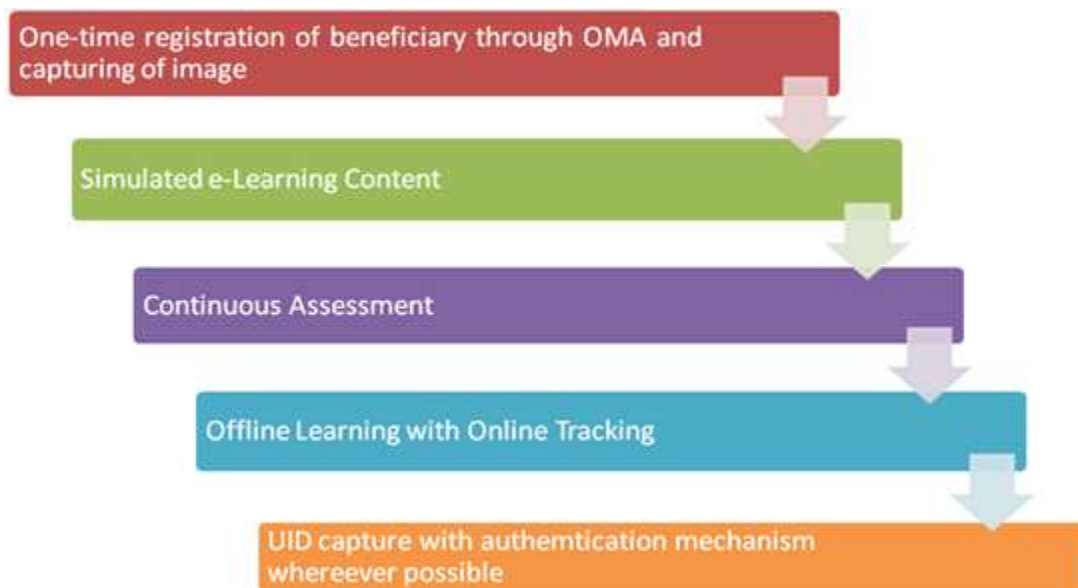 One-time registration of beneficiary through OMA and
capturing of image
Simulated e-Learning Content
Continuous Assessment
Offline Learning with Online Tracking
UID capture with authemtication mechanism
whereever possible